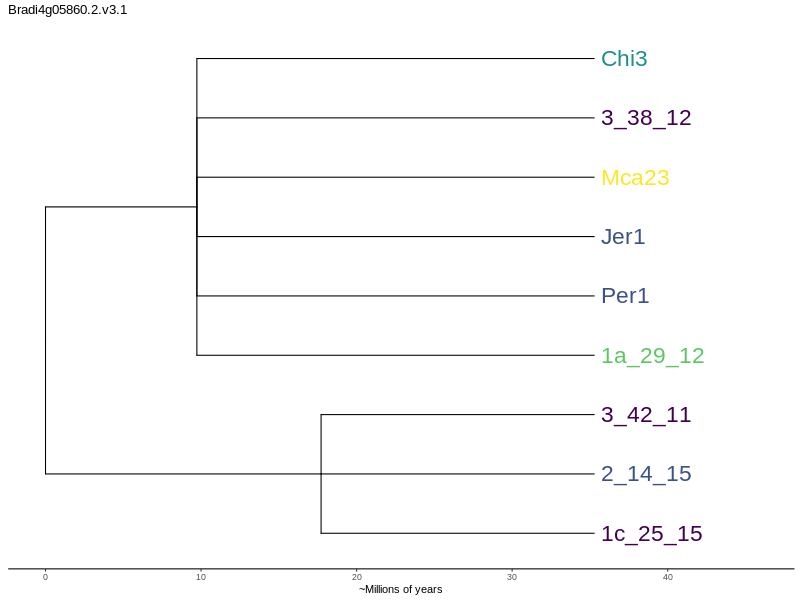 Bradi4g05860.2.v3.1
Chi3
3_38_12
Mca23
Jer1
Per1
1a_29_12
3_42_11
2_14_15
1c_25_15
0 10 20 30 40
~Millions of years